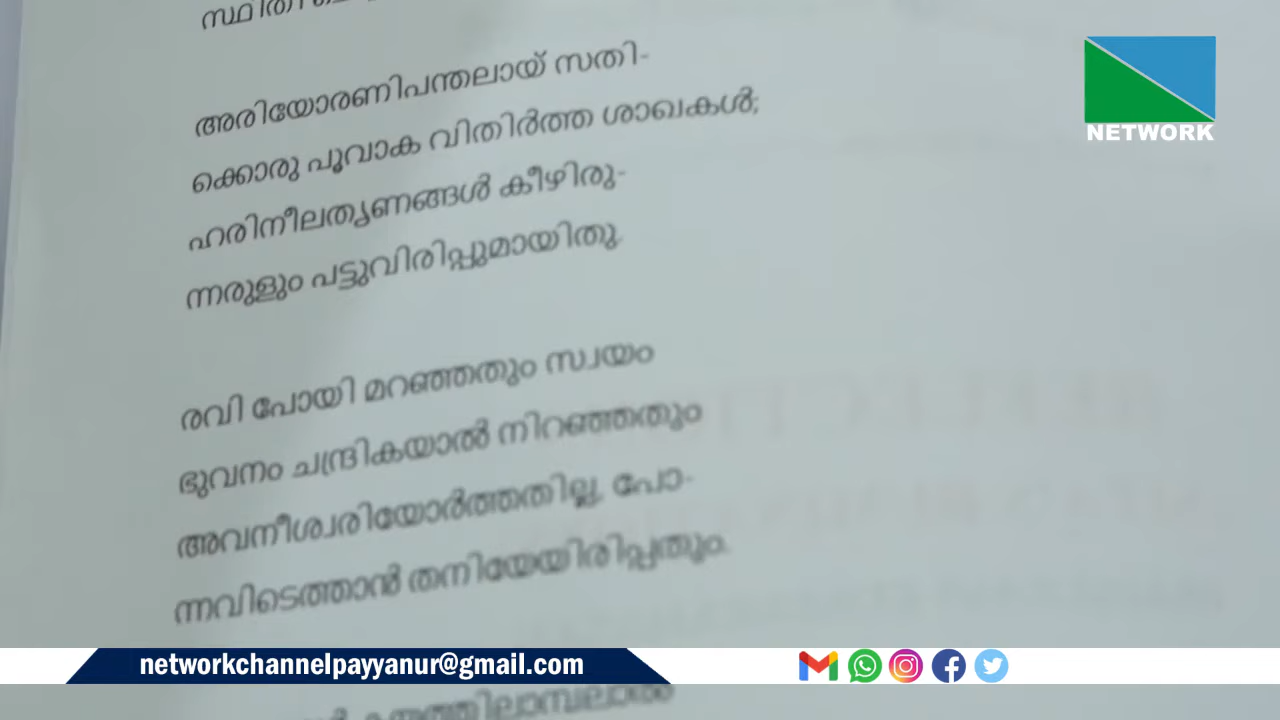 അരിയോരണിപന്തലായ് സതി-
ക്കൊരു പൂവാക വിതിർത്ത ശാഖകൾ;
ഹരിനീലതൃണങ്ങൾ കീഴിരു-
ന്നരുളും പട്ടുവിരിപ്പുമായിതു.
രവി പോയി മറഞ്ഞതും സ്വയം
ഭുവനം ചന്ദ്രികയാൽ നിറഞ്ഞതും
അവനീശ്വരിയോർത്തതില്ല, പോ-
ന്നവിടെത്താൻ തനിയേയിരിപ്പതും.
NETWORK
networkchannelpayyanur@gmail.com